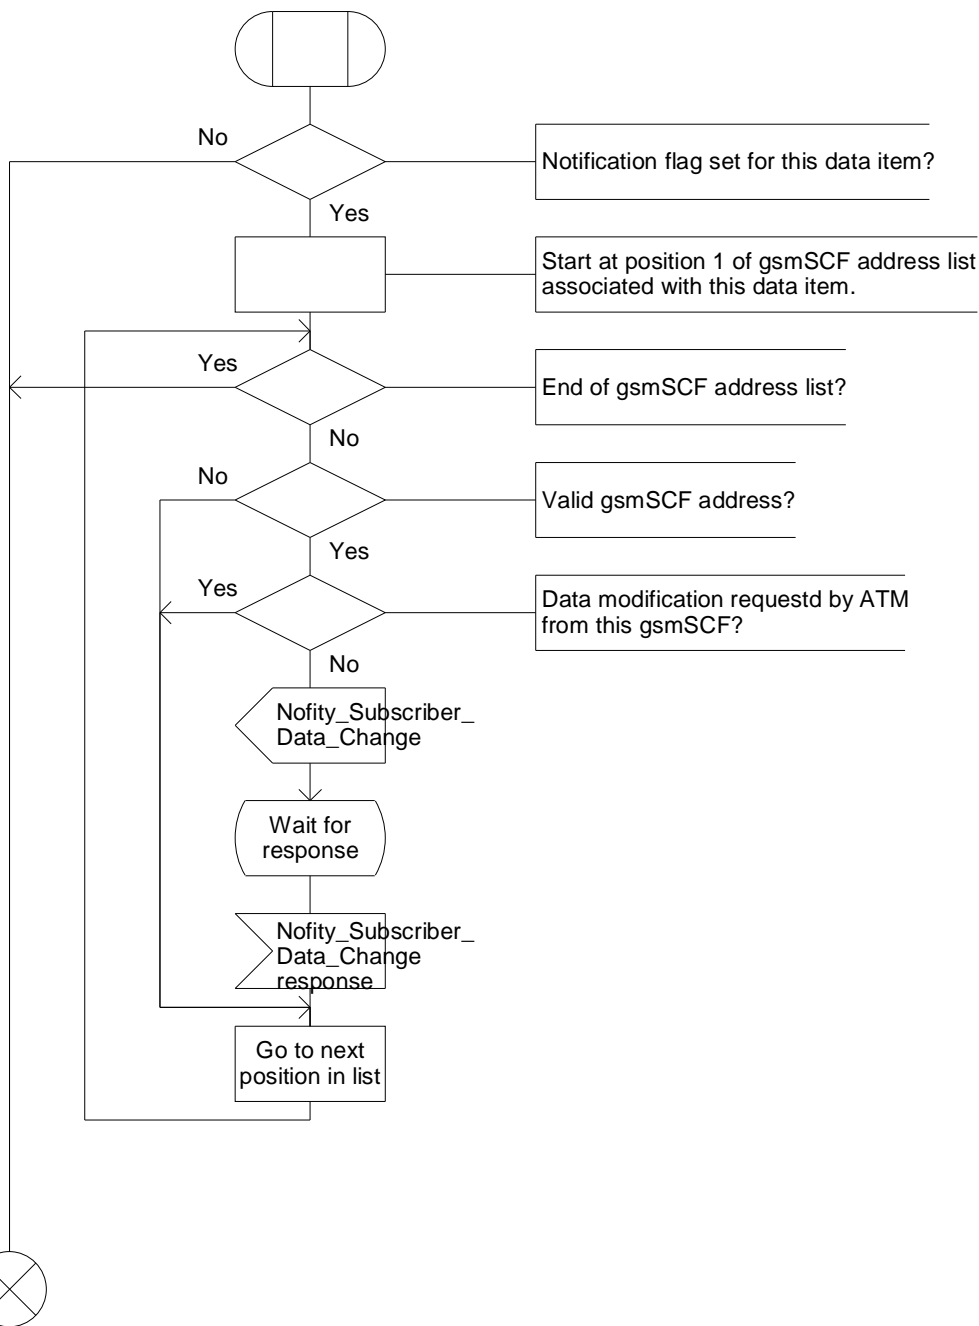 No
Notification flag set for this data item?
Yes
Start at position 1 of gsmSCF address list
associated with this data item.
Yes
End of gsmSCF address list?
No
No
Valid gsmSCF address?
Yes
Yes
Data modification requestd by ATM
from this gsmSCF?
No
Nofity_Subscriber_
Data_Change
Wait for
response
Nofity_Subscriber_
Data_Change
response
Go to next
position in list